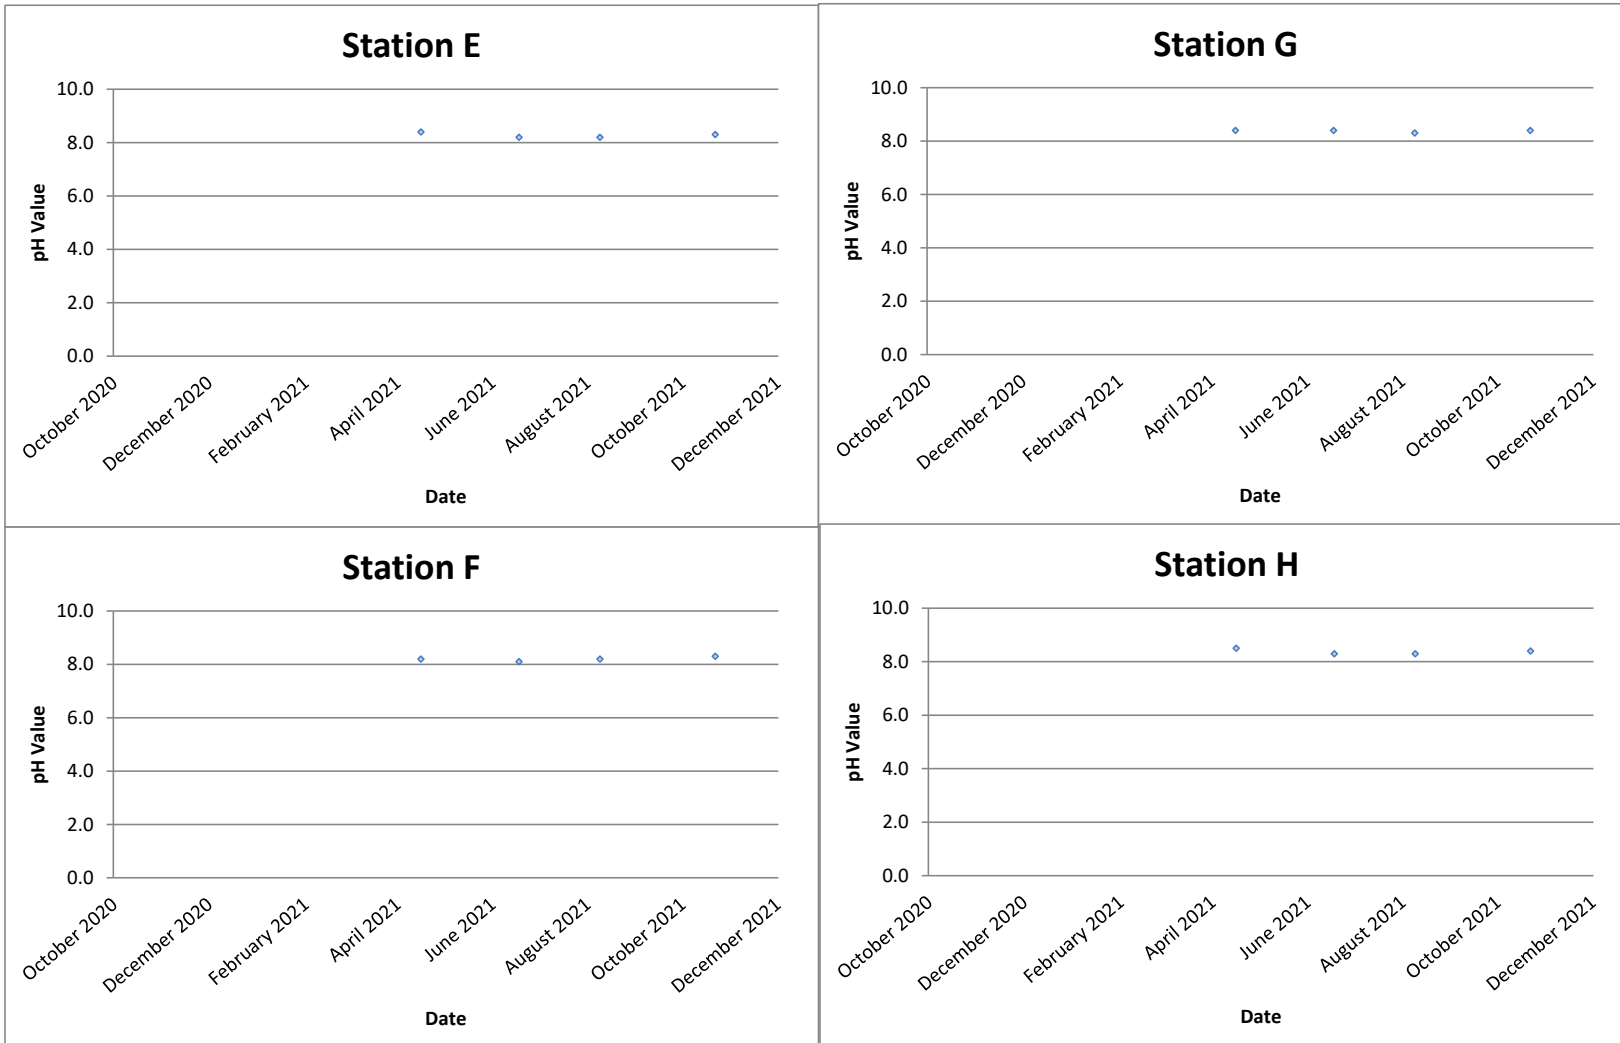 Station E
10.0
8.0
6.0
4.0
2.0
0.0
pH Value
October 2020
December 2020
February 2021
April 2021
June 2021
August 2021
October 2021
December 2021
Date
Station G
10.0
8.0
6.0
4.0
2.0
0.0
pH Value
October 2020
December 2020
February 2021
April 2021
June 2021
August 2021
October 2021
December 2021
Date
Station F
10.0
8.0
6.0
4.0
2.0
0.0
pH Value
October 2020
December 2020
February 2021
April 2021
June 2021
August 2021
October 2021
December 2021
Date
Station H
10.0
8.0
6.0
4.0
2.0
0.0
pH Value
October 2020
December 2020
February 2021
April 2021
June 2021
August 2021
October 2021
December 2021
Date